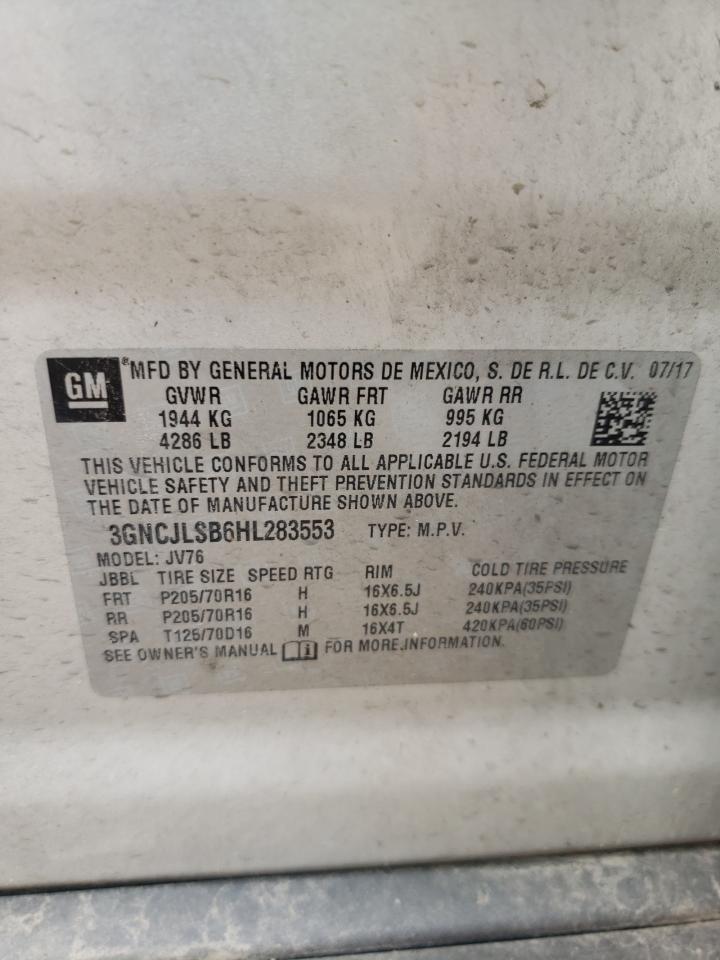 GM
®MFD BY GENERAL MOTORS DE MEXICO, S. DE R.L. DE C.V. 07/17
GVWR GAWR FRT GAWR RR
1944 KG 1065 KG 995 KG
4286 LB 2348 LB 2194 LB
THIS VEHICLE CONFORMS TO ALL APPLICABLE U.S. FEDERAL MOTOR
VEHICLE SAFETY AND THEFT PREVENTION STANDARDS IN EFFECT ON
THE DATE OF MANUFACTURE SHOWN ABOVE.
3GNCJLSB6HL283553 TYPE: M.P.V.
MODEL: JV76
JBBL TIRE SIZE SPEED RTG RIM COLD TIRE PRESSURE
FRT P205/70R16 H 16X6.5J 240KPA(35PSI)
RR P205/70R16 H 16X6.5J 240KPA(35PSI)
SPA T125/70D16 M 16X4T 420KPA(60PSI)
SEE OWNER'S MANUAL FOR MORE INFORMATION.